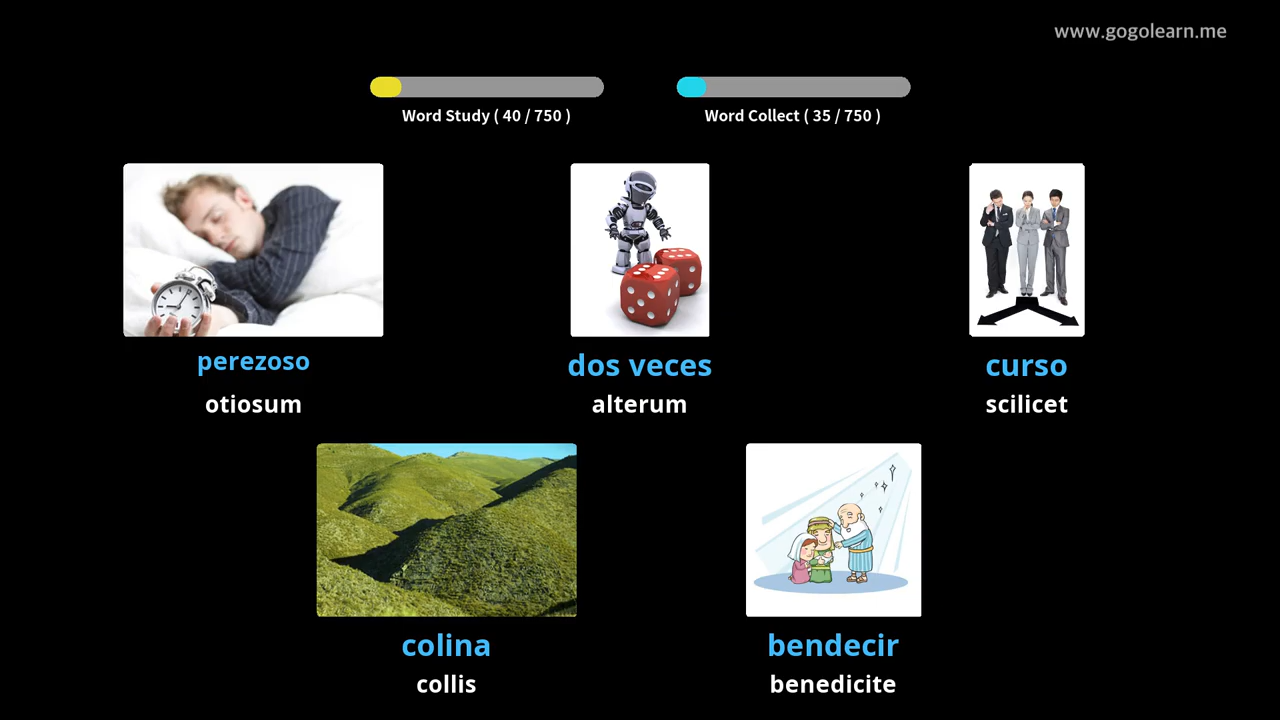 www.gogolearn.me
Word Study ( 40 / 750 )
Word Collect ( 35 / 750 )
perezoso
otiosum
dos veces
alterum
curso
scilicet
colina
collis
bendecir
benedicite